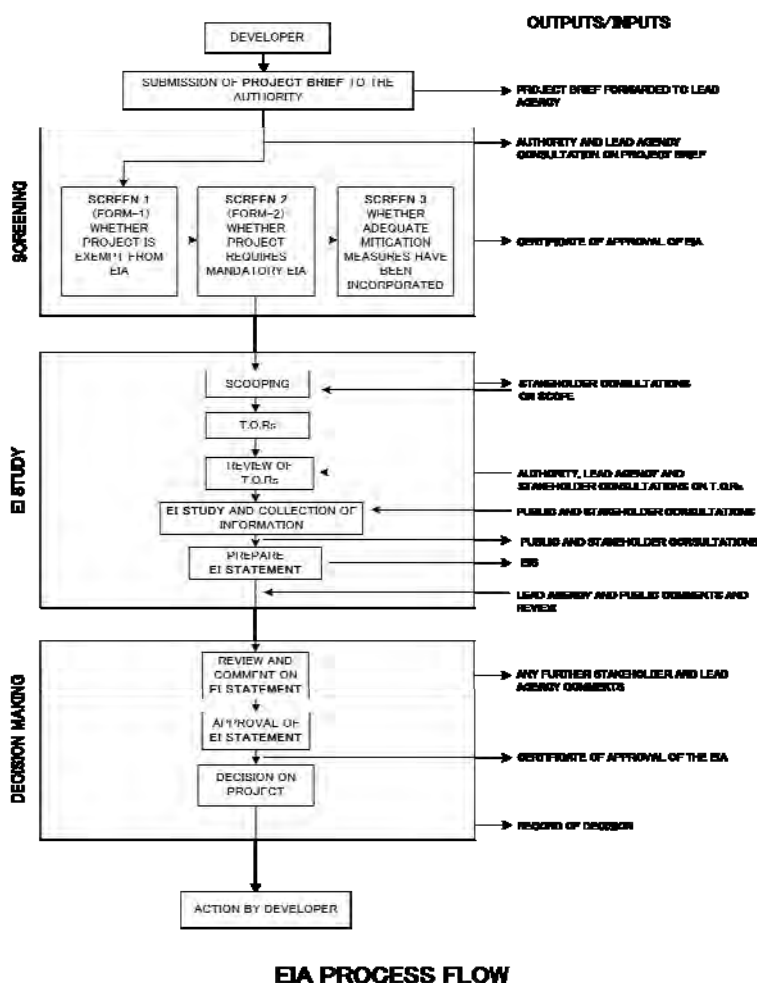 OUTPUTS/INPUTS
DEVELOPER
SUBMISSION OF PROJECT BRIEF TO THE
AUTHORITY
PROJECT BRIEF FORWARDED TO LEAD
AGENCY
SCREENING
AUTHORITY AND LEAD AGENCY
CONSULTATION ON PROJECT BRIEF
SCREEN 1
(FORM-1)
WHETHER
PROJECT IS
EXEMPT FROM
EIA
SCREEN 2
(FORM-2)
WHETHER
PROJECT
REQUIRES
MANDATORY EIA
SCREEN 3
WHETHER
ADEQUATE
MITIGATION
MEASURES HAVE
BEEN
INCORPORATED
CERTIFICATE OF APPROVAL OF EIA
EI STUDY
SCOOPING
STAKEHOLDER CONSULTATIONS
ON SCOPE
T.O.Rs
REVIEW OF
T.O.Rs
AUTHORITY, LEAD AGENCY AND
STAKEHOLDER CONSULTATIONS ON T.O.Rs
EI STUDY AND COLLECTION OF
INFORMATION
PUBLIC AND STAKEHOLDER CONSULTATIONS
PUBLIC AND STAKEHOLDER CONSULTATIONS
PREPARE
EI STATEMENT
EIS
LEAD AGENCY AND PUBLIC COMMENTS AND
REVIEW
DECISION MAKING
REVIEW AND
COMMENT ON
EI STATEMENT
ANY FURTHER STAKEHOLDER AND LEAD
AGENCY COMMENTS
APPROVAL OF
EI STATEMENT
CERTIFICATE OF APPROVAL OF THE EIA
DECISION ON
PROJECT
RECORD OF DECISION
ACTION BY DEVELOPER
EIA PROCESS FLOW